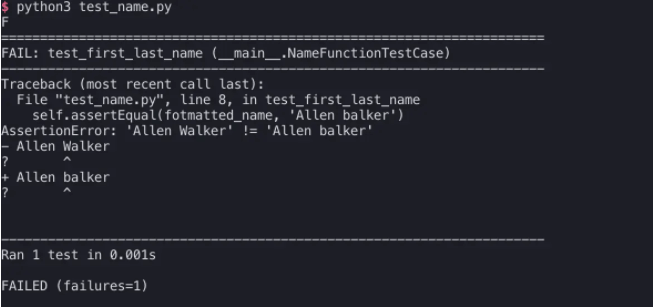 $ python3 test_name.py
F
======================================================================
FAIL: test_first_last_name (__main__.NameFunctionTestCase)
----------------------------------------------------------------------
Traceback (most recent call last):
  File "test_name.py", line 8, in test_first_last_name
    self.assertEqual(fotmatted_name, 'Allen balker')
AssertionError: 'Allen Walker' != 'Allen balker'
- Allen Walker
?       ^
+ Allen balker
?       ^
----------------------------------------------------------------------
Ran 1 test in 0.001s
FAILED (failures=1)